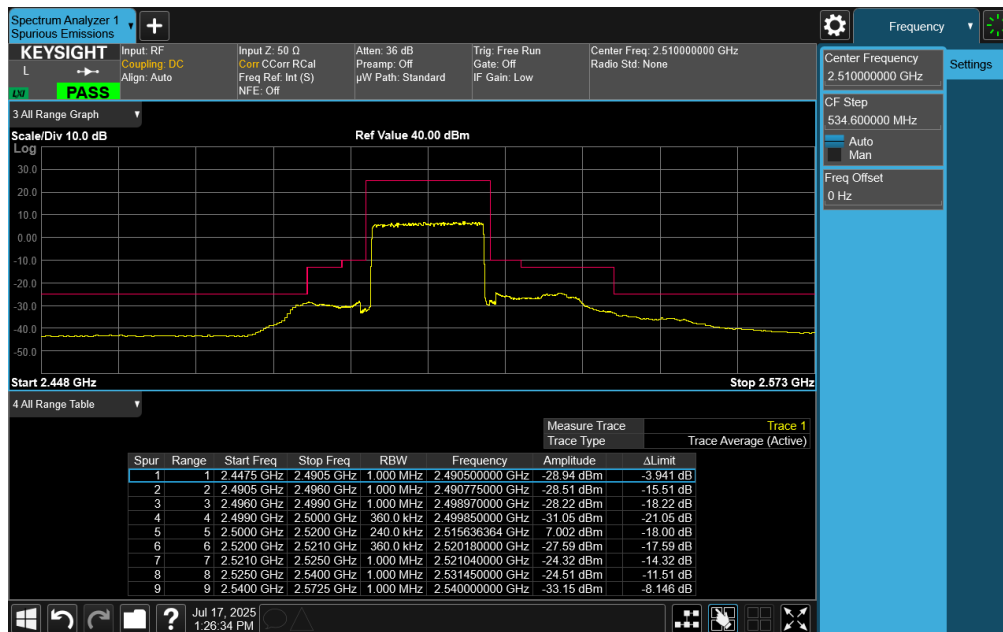 Spectrum Analyzer 1
Spurious Emissions
Frequency
KEYSIGHT
L
LXI
PASS
Input: RF
Coupling: DC
Align: Auto
Input Z: 50 Ω
Corr CCorr RCal
Freq Ref: Int (S)
NFE: Off
Atten: 36 dB
Preamp: Off
µW Path: Standard
Trig: Free Run
Gate: Off
IF Gain: Low
Center Freq: 2.510000000 GHz
Radio Std: None
Center Frequency
2.510000000 GHz
Settings
CF Step
534.600000 MHz
Auto
Man
Freq Offset
0 Hz
3 All Range Graph
Scale/Div 10.0 dB
Ref Value 40.00 dBm
Log
30.0
20.0
10.0
0.00
-10.0
-20.0
-30.0
-40.0
-50.0
Start 2.448 GHz
Stop 2.573 GHz
4 All Range Table
Measure Trace Trace 1
Trace Type Trace Average (Active)
Spur Range Start Freq Stop Freq RBW Frequency Amplitude ΔLimit
1 1 2.4475 GHz 2.4905 GHz 1.000 MHz 2.490500000 GHz -28.94 dBm -3.941 dB
2 2 2.4905 GHz 2.4960 GHz 1.000 MHz 2.490775000 GHz -28.51 dBm -15.51 dB
3 3 2.4960 GHz 2.4990 GHz 1.000 MHz 2.498970000 GHz -28.22 dBm -18.22 dB
4 4 2.4990 GHz 2.5000 GHz 360.0 kHz 2.499850000 GHz -31.05 dBm -21.05 dB
5 5 2.5000 GHz 2.5200 GHz 240.0 kHz 2.515636364 GHz 7.002 dBm -18.00 dB
6 6 2.5200 GHz 2.5210 GHz 360.0 kHz 2.520180000 GHz -27.59 dBm -17.59 dB
7 7 2.5210 GHz 2.5250 GHz 1.000 MHz 2.521040000 GHz -24.32 dBm -14.32 dB
8 8 2.5250 GHz 2.5400 GHz 1.000 MHz 2.531450000 GHz -24.51 dBm -11.51 dB
9 9 2.5400 GHz 2.5725 GHz 1.000 MHz 2.540000000 GHz -33.15 dBm -8.146 dB
?
Jul 17, 2025
1:26:34 PM